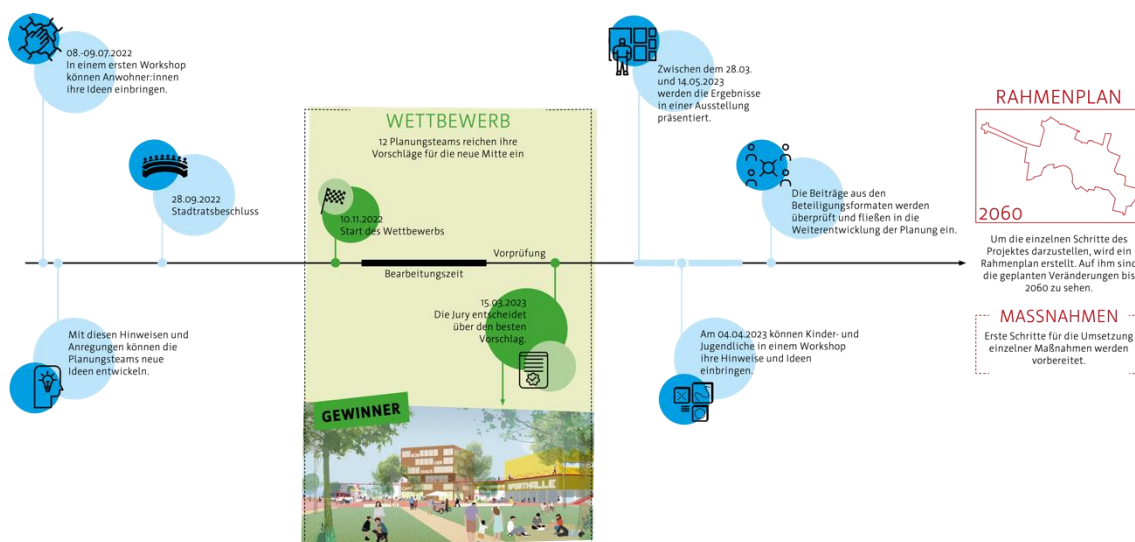 08.-09.07.2022
In einem ersten Workshop
können Anwohner:innen
ihre Ideen einbringen.
28.09.2022
Stadtratsbeschluss
Mit diesen Hinweisen und
Anregungen können die
Planungsteams neue
Ideen entwickeln.
WETTBEWERB
12 Planungsteams reichen ihre
Vorschläge für die neue Mitte ein
10.11.2022
Start des Wettbewerbs
Vorprüfung
Bearbeitungszeit
15.03.2023
Die Jury entscheidet
über den besten
Vorschlag.
GEWINNER
SPORTHALLE
Zwischen dem 28.03.
und 14.05.2023
werden die Ergebnisse
in einer Ausstellung
präsentiert.
Die Beiträge aus den
Beteiligungsformaten werden
überprüft und fließen in die
Weiterentwicklung der Planung ein.
Am 04.04.2023 können Kinder- und
Jugendliche in einem Workshop
ihre Hinweise und Ideen
einbringen.
RAHMENPLAN
2060
Um die einzelnen Schritte des
Projektes darzustellen, wird ein
Rahmenplan erstellt. Auf ihm sind
die geplanten Veränderungen bis
2060 zu sehen.
MASSNAHMEN
Erste Schritte für die Umsetzung
einzelner Maßnahmen werden
vorbereitet.